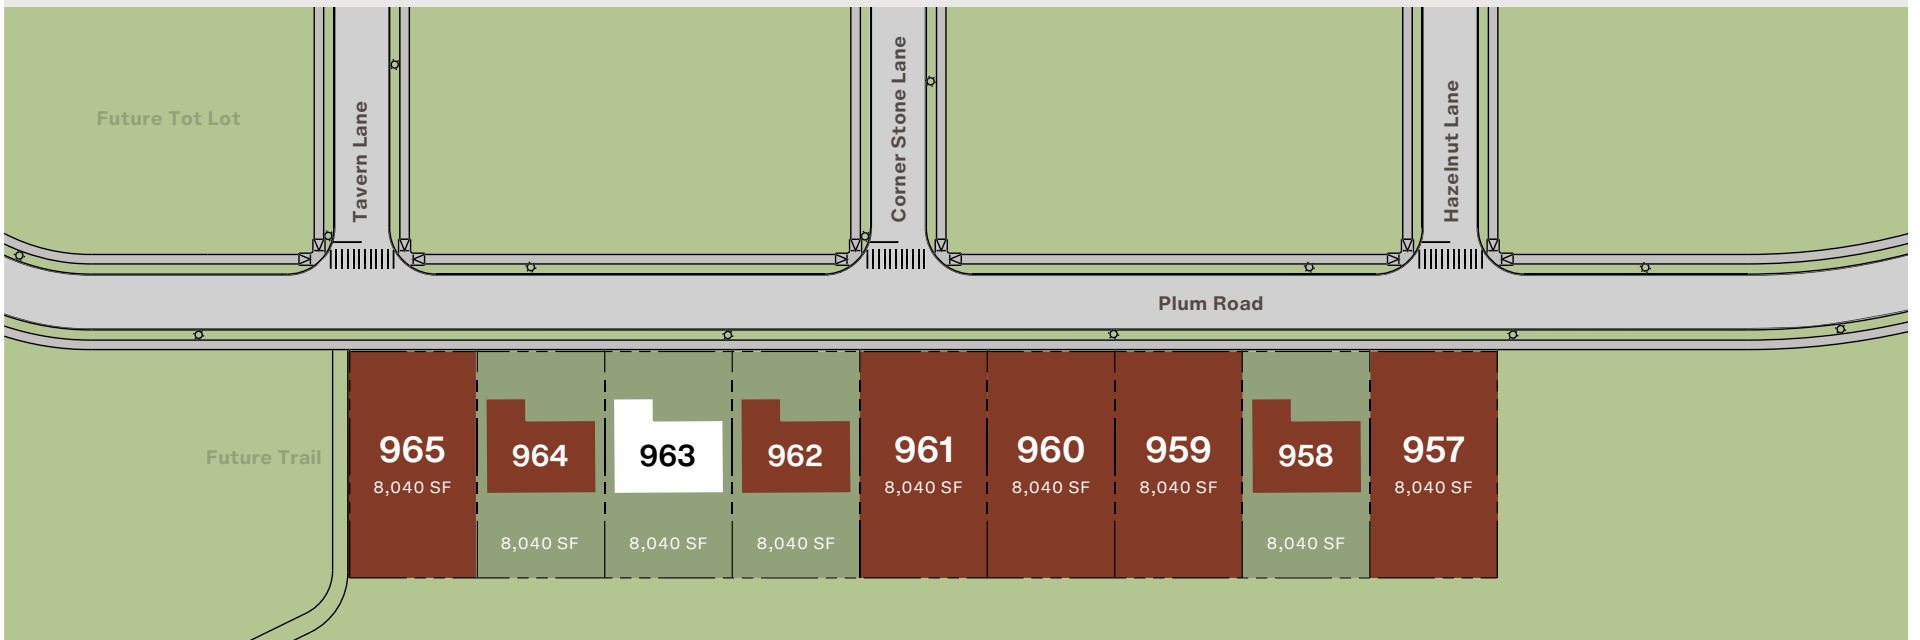 Future Tot Lot
Tavern Lane
Corner Stone Lane
Hazelnut Lane
Plum Road
Future Trail
965
8,040 SF
964
8,040 SF
963
8,040 SF
962
8,040 SF
961
8,040 SF
960
8,040 SF
959
8,040 SF
958
8,040 SF
957
8,040 SF